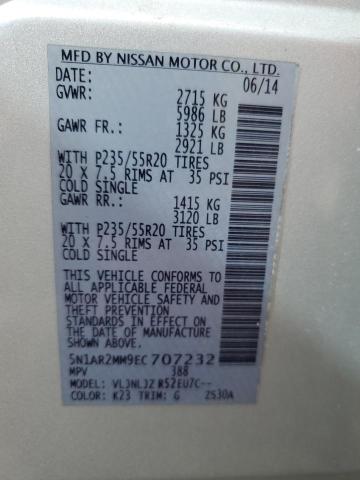 MFD BY NISSAN MOTOR CO., LTD.
DATE: 06/14
GVWR: 2715 KG
5986 LB
GAWR FR.: 1325 KG
2921 LB
WITH P235/55R20 TIRES
20 X 7.5 RIMS AT 35 PSI
COLD SINGLE
GAWR RR.: 1415 KG
3120 LB
WITH P235/55R20 TIRES
20 X 7.5 RIMS AT 35 PSI
COLD SINGLE
THIS VEHICLE CONFORMS TO
ALL APPLICABLE FEDERAL
MOTOR VEHICLE SAFETY AND
THEFT PREVENTION
STANDARDS IN EFFECT ON THE
DATE OF MANUFACTURE SHOWN
ABOVE.
5N1AR2MM9EC707232
MPV 388
MODEL: VLJNLJZ R52EU7C--
COLOR: K23 TRIM: G ZS30A